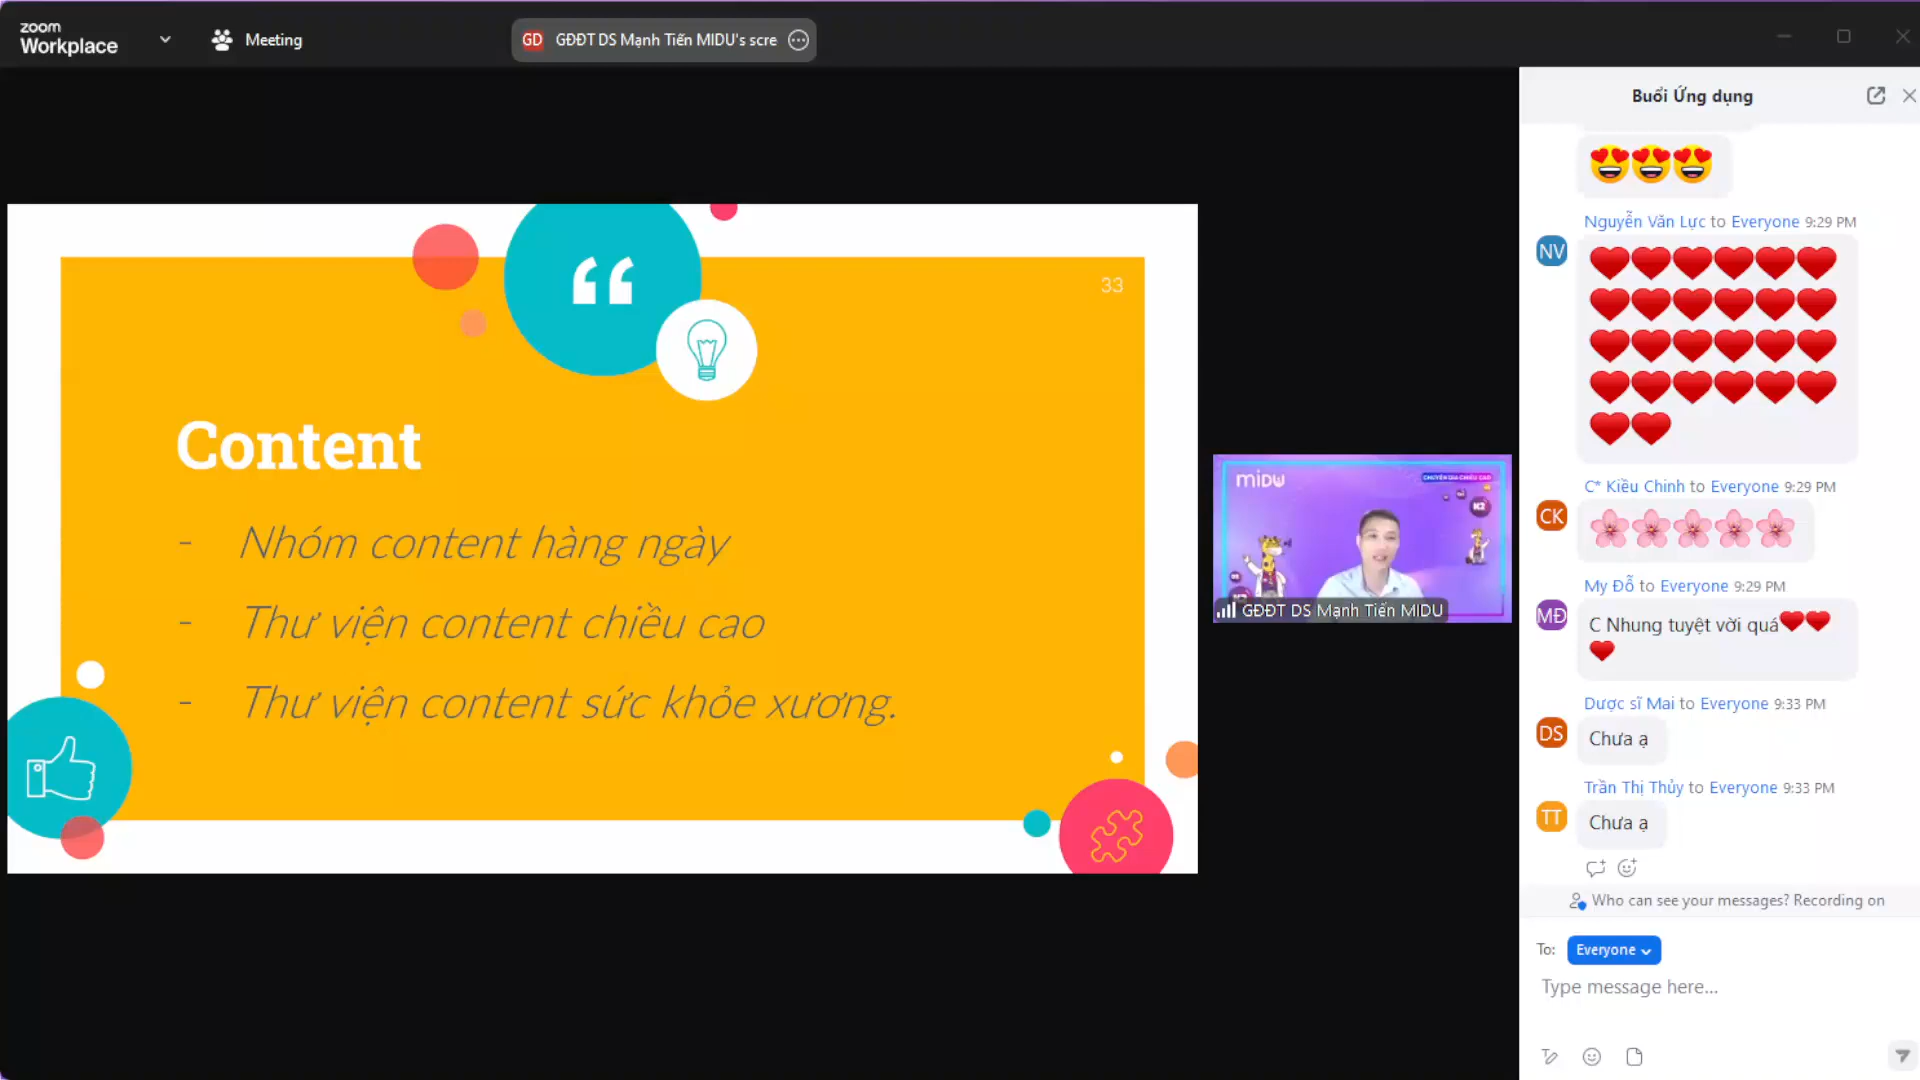 zoom
Workplace
Meeting
GD GĐĐT DS Mạnh Tiến MIDU's scre
Buổi Ứng dụng
33
Content
- Nhóm content hàng ngày
- Thư viện content chiều cao
- Thư viện content sức khỏe xương.
MIDU
CHUYÊN GIA CHIỀU CAO
K2
GĐĐT DS Mạnh Tiến MIDU
Nguyễn Văn Lực to Everyone 9:29 PM
NV
C* Kiều Chinh to Everyone 9:29 PM
CK
My Đỗ to Everyone 9:29 PM
MĐ
C Nhung tuyệt vời quá
Dược sĩ Mai to Everyone 9:33 PM
DS
Chưa ạ
Trần Thị Thủy to Everyone 9:33 PM
TT
Chưa ạ
Who can see your messages? Recording on
To: Everyone
Type message here...